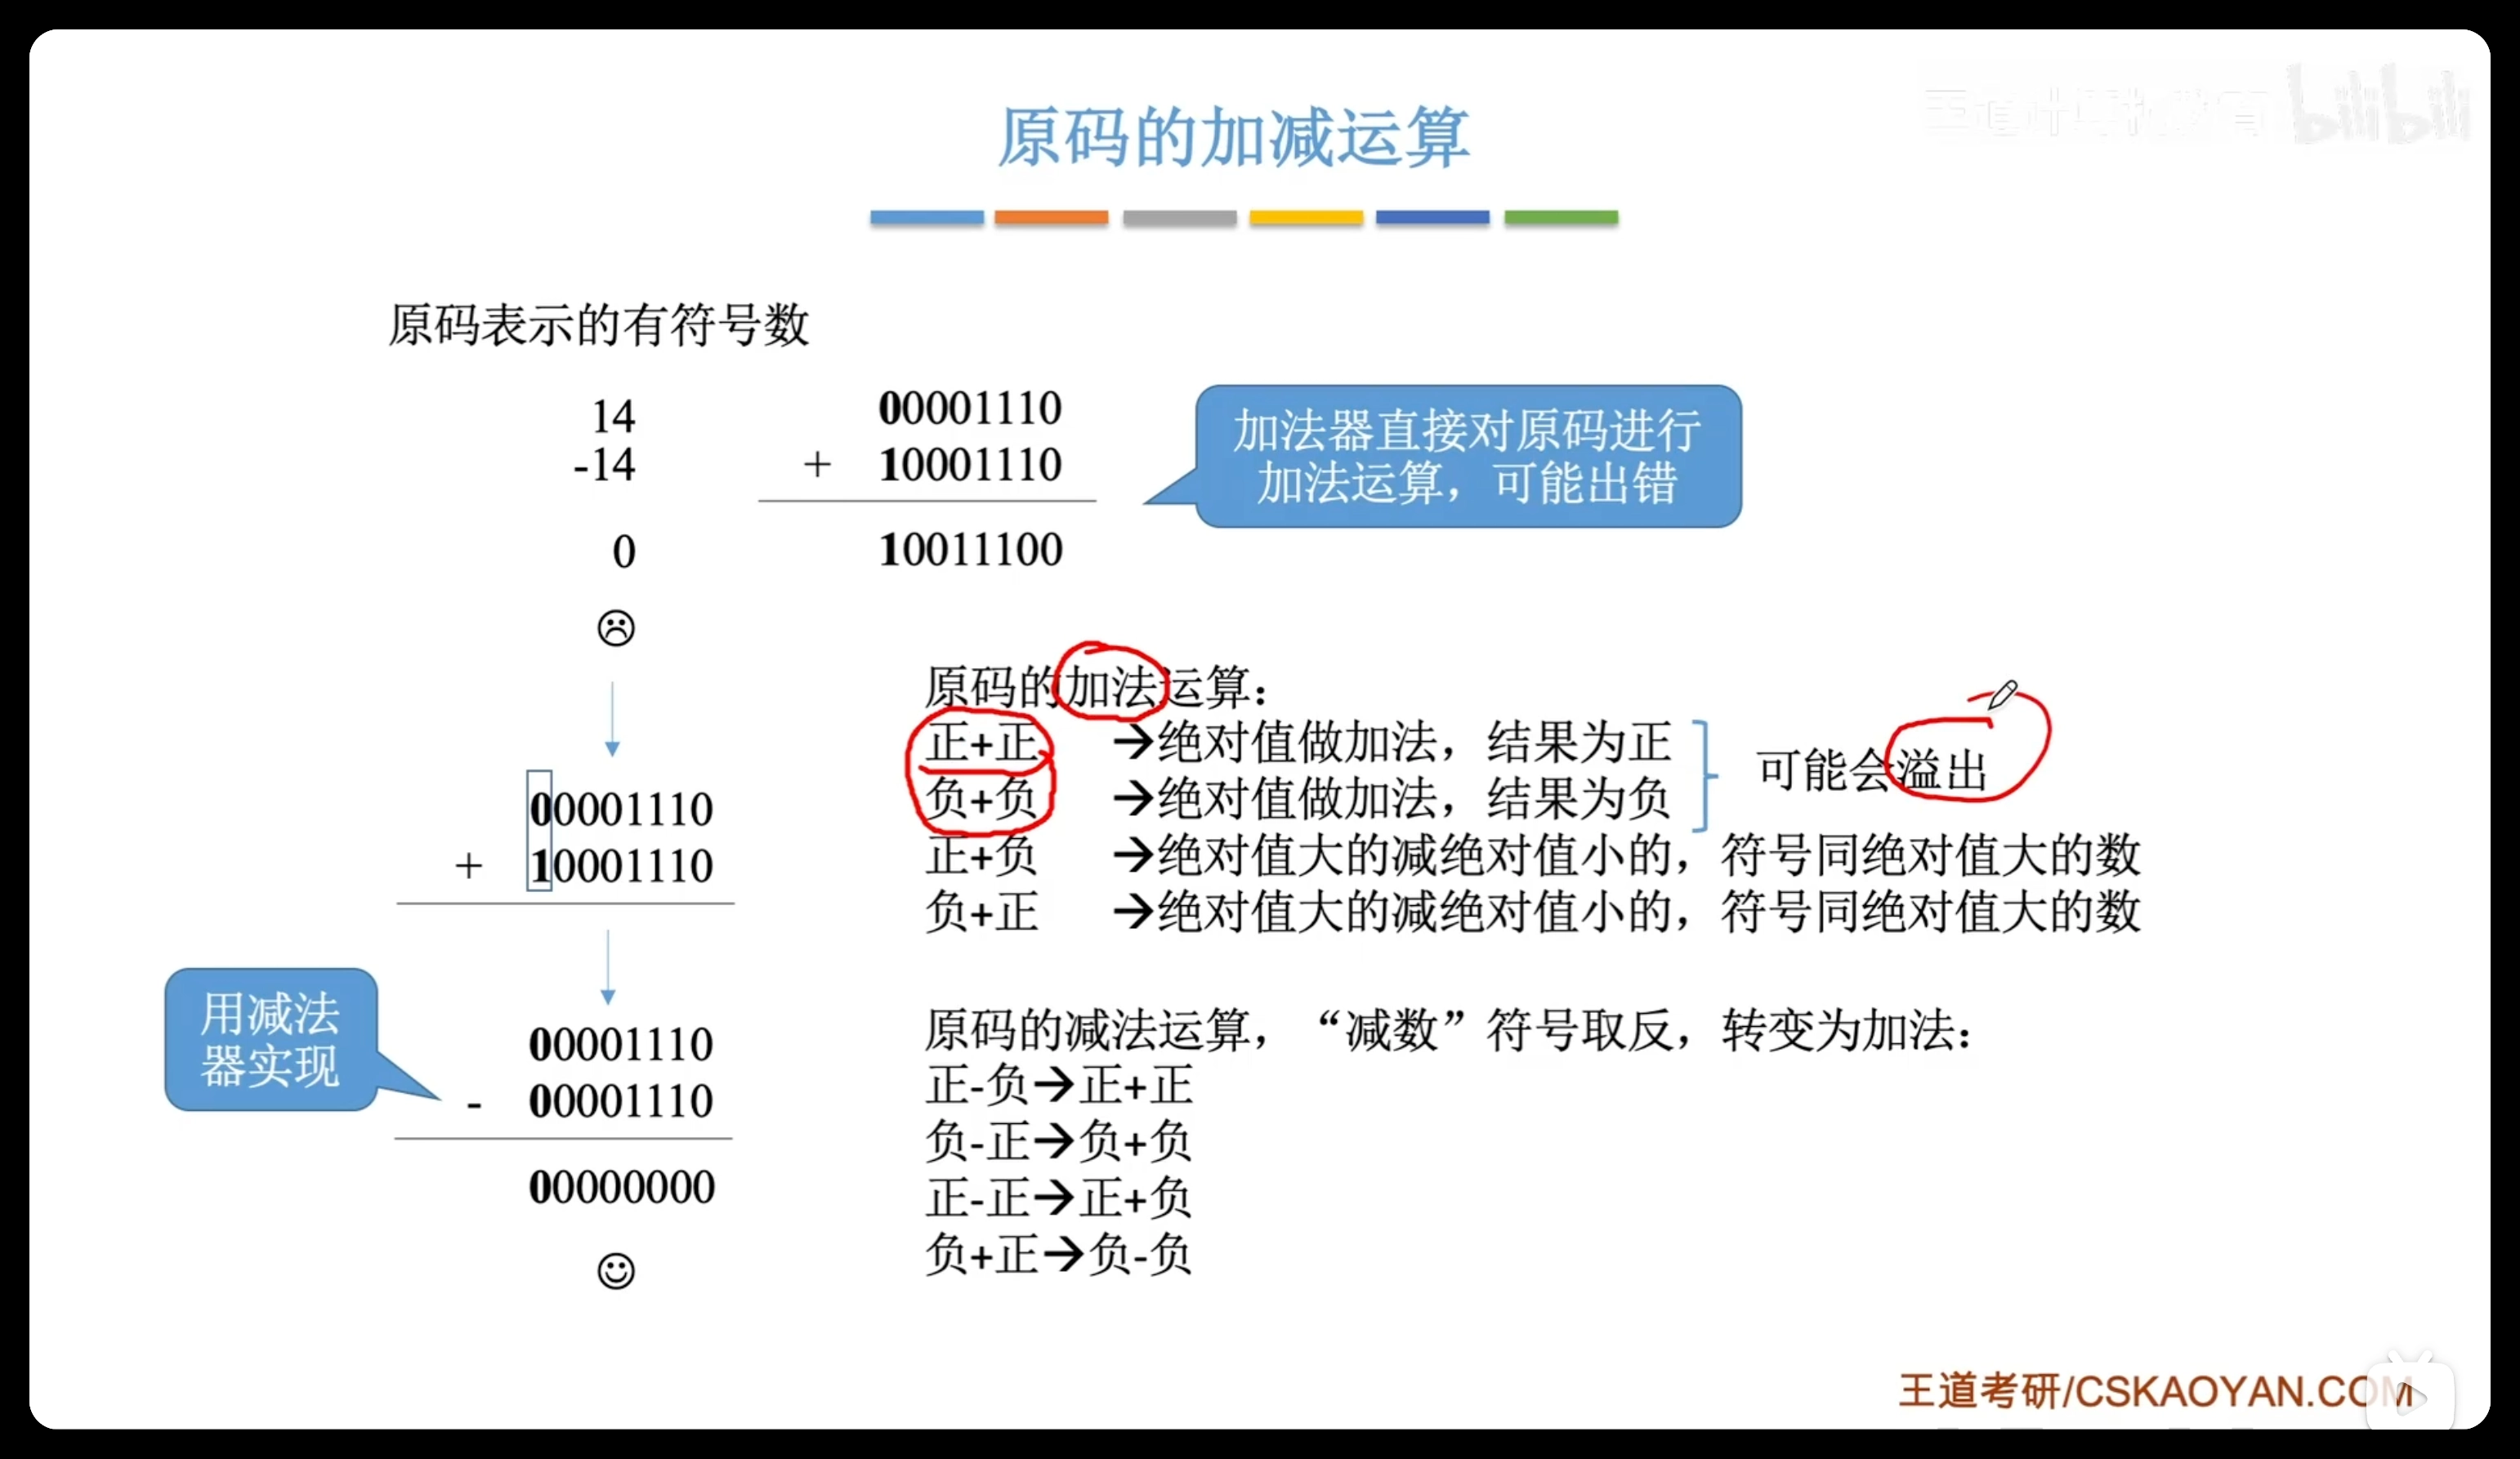 原码的加减运算
bilibili
原码表示的有符号数
14
-14
0
00001110
+ 10001110
10011100
加法器直接对原码进行
加法运算，可能出错
00001110
+ 10001110
用减法
器实现
00001110
- 00001110
00000000
原码的加法运算：
正+正 →绝对值做加法，结果为正
负+负 →绝对值做加法，结果为负
可能会溢出
正+负 →绝对值大的减绝对值小的，符号同绝对值大的数
负+正 →绝对值大的减绝对值小的，符号同绝对值大的数
原码的减法运算，“减数”符号取反，转变为加法：
正-负→正+正
负-正→负+负
正-正→正+负
负+正→负-负
王道考研/CSKAOYAN.COM